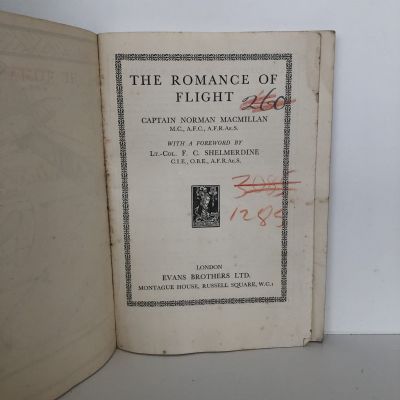 THE ROMANCE OF
FLIGHT
260
CAPTAIN NORMAN MACMILLAN
M.C., A.F.C., A.F.R.Ae.S.
WITH A FOREWORD BY
LT.-COL. F. C. SHELMERDINE
C.I.E., O.B.E., A.F.R.Ae.S.
3085
1285
LONDON
EVANS BROTHERS LTD.
MONTAGUE HOUSE, RUSSELL SQUARE, W.C.1